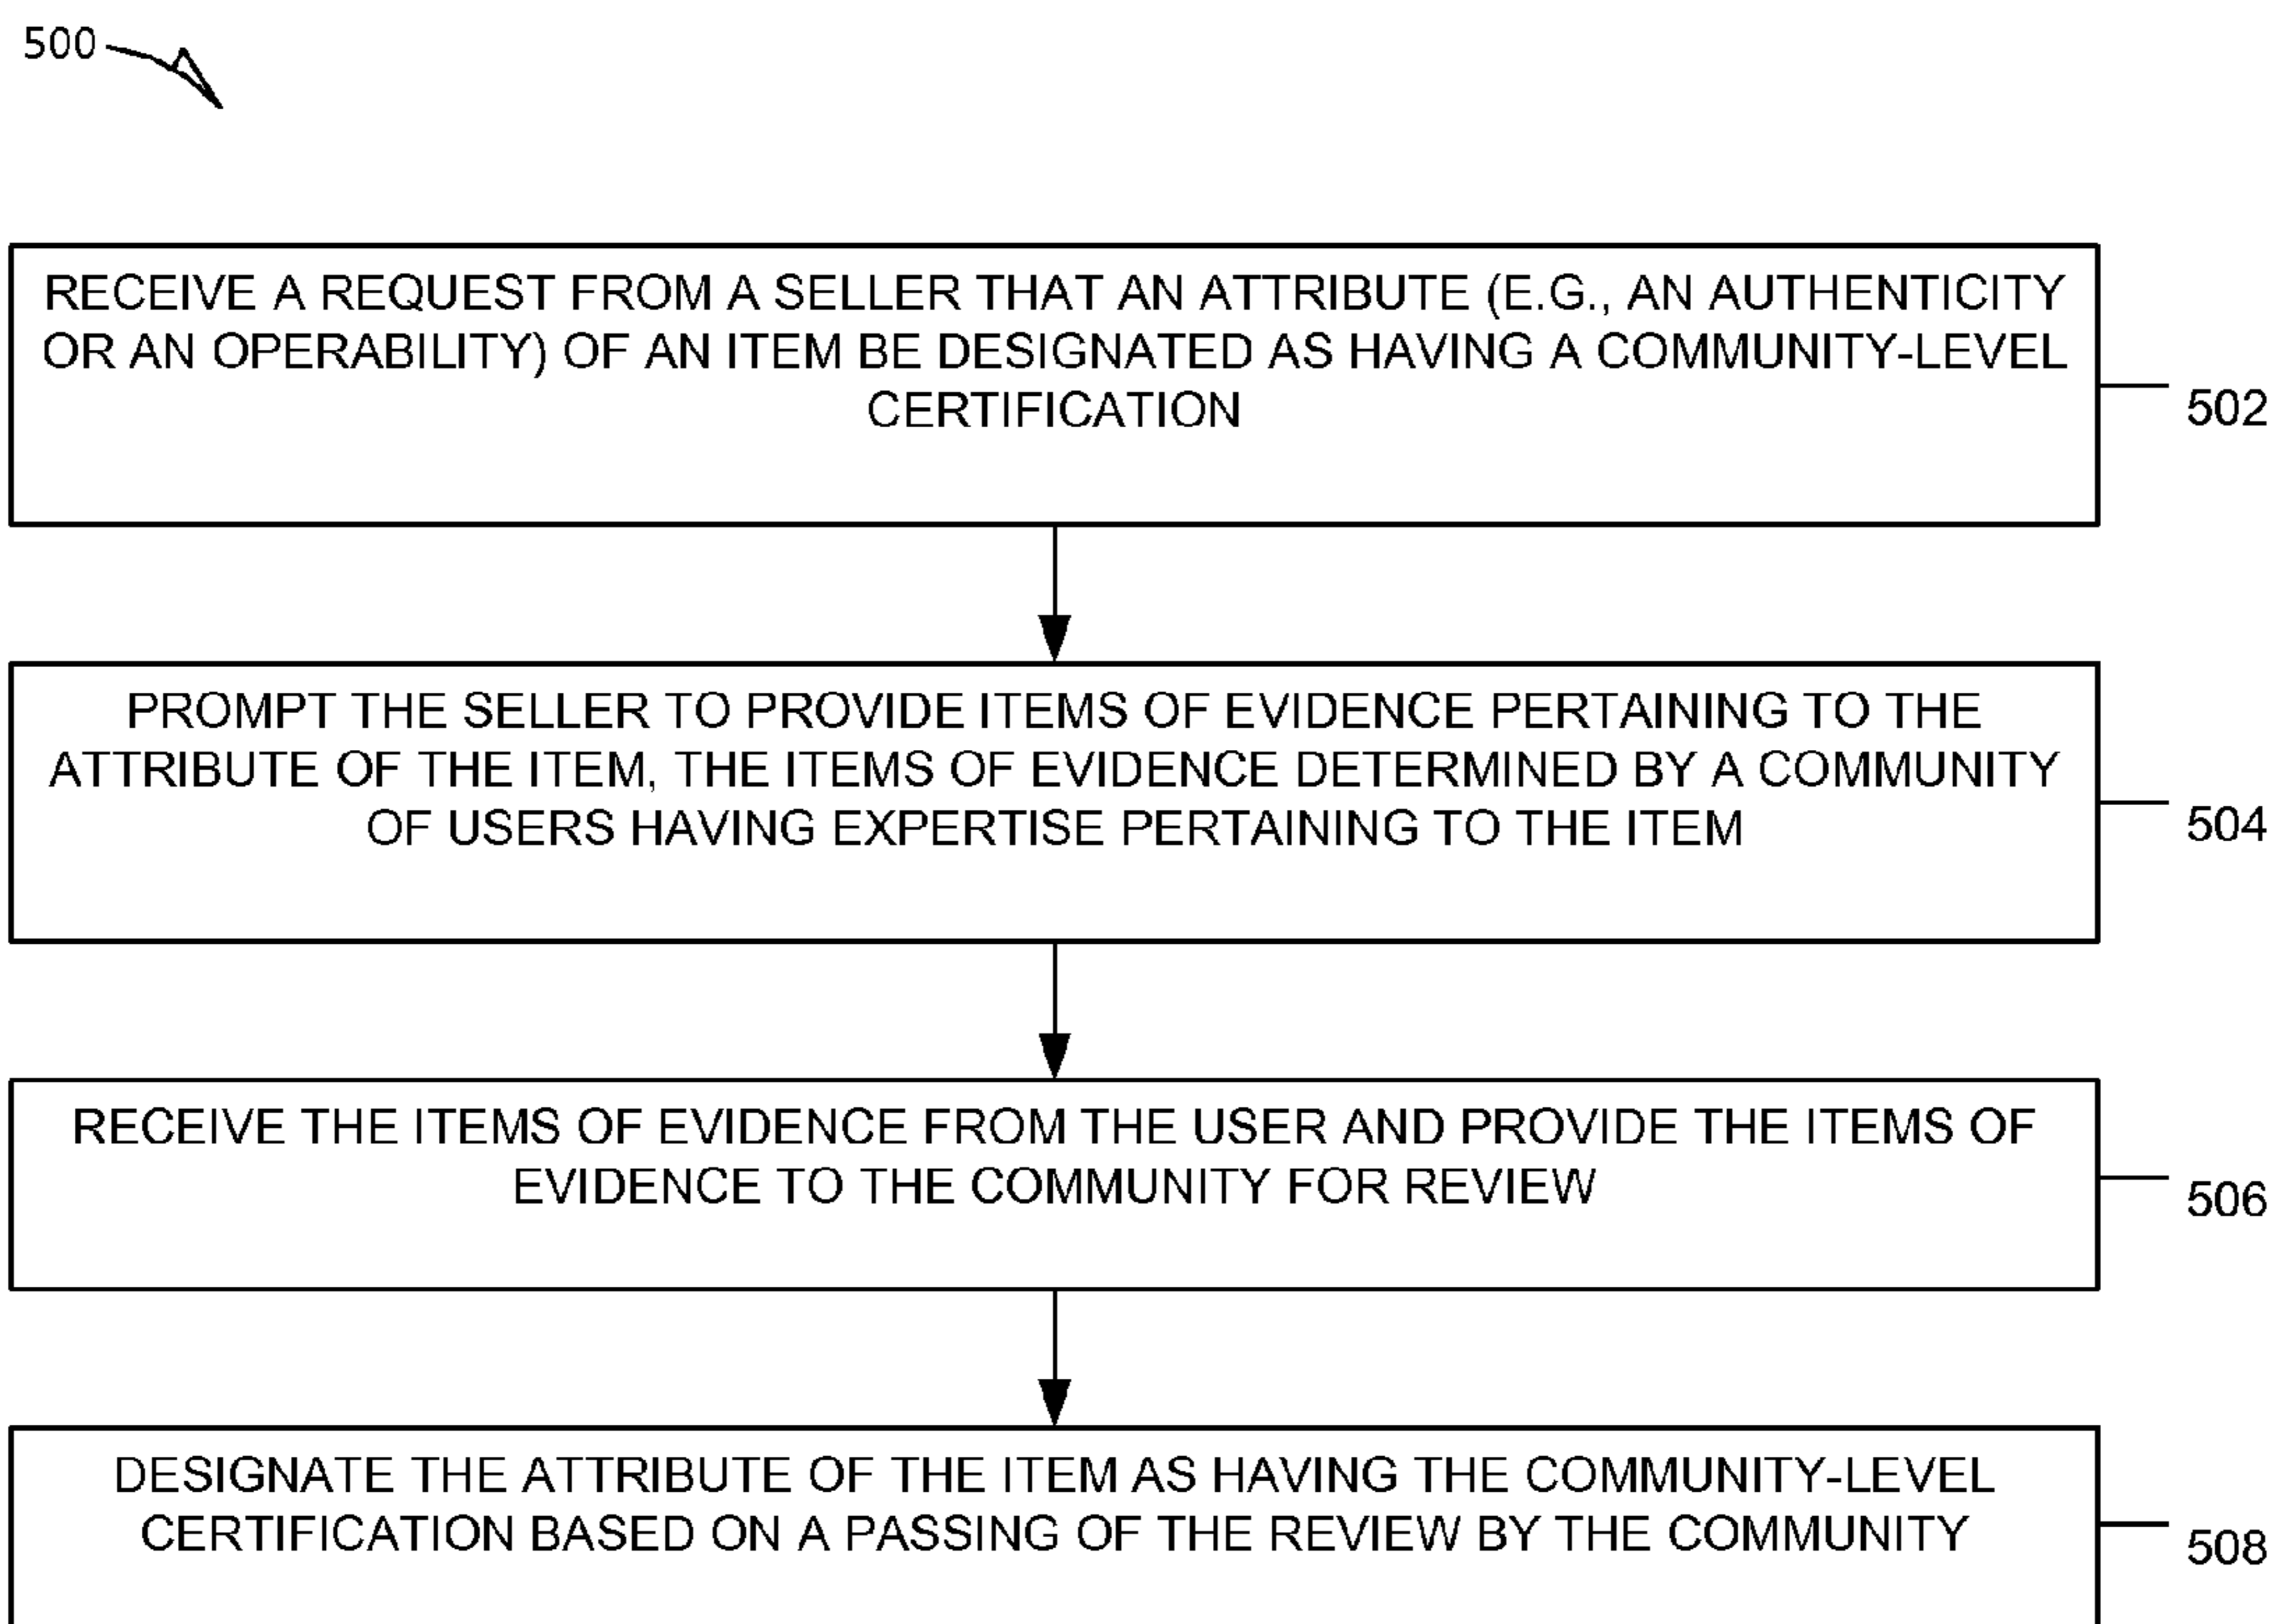 500
RECEIVE A REQUEST FROM A SELLER THAT AN ATTRIBUTE (E.G., AN AUTHENTICITY
OR AN OPERABILITY) OF AN ITEM BE DESIGNATED AS HAVING A COMMUNITY-LEVEL
CERTIFICATION
502
PROMPT THE SELLER TO PROVIDE ITEMS OF EVIDENCE PERTAINING TO THE
ATTRIBUTE OF THE ITEM, THE ITEMS OF EVIDENCE DETERMINED BY A COMMUNITY
OF USERS HAVING EXPERTISE PERTAINING TO THE ITEM
504
RECEIVE THE ITEMS OF EVIDENCE FROM THE USER AND PROVIDE THE ITEMS OF
EVIDENCE TO THE COMMUNITY FOR REVIEW
506
DESIGNATE THE ATTRIBUTE OF THE ITEM AS HAVING THE COMMUNITY-LEVEL
CERTIFICATION BASED ON A PASSING OF THE REVIEW BY THE COMMUNITY
508